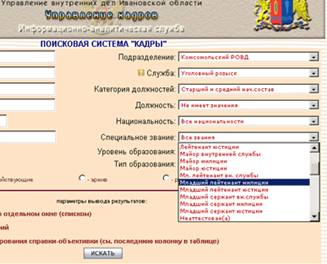 Управление внутренних дел Ивановской области
Управление кадров
Информационно-аналитическая служба
ПОИСКОВАЯ СИСТЕМА "КАДРЫ"
Подразделение: Комсомольский РОВД
Служба: Уголовный розыск
Категория должностей: Старший и средний нач.состав
Должность: Не имеет значения
Национальность: Все национальности
Специальное звание: Все звания
Уровень образования:
Тип образования:
Лейтенант юстиции
Майор внутренней службы
Майор милиции
Майор юстиции
Мл. лейтенант вн. службы
Младший лейтенант милиции
Младший лейтенант юстиции
Младший сержант вн.службы
Младший сержант милиции
Младший сержант юстиции
Неаттестован(а)
действующие - архив
параметры вывода результатов:
в отдельном окне (списком)
рования справки-объективки (см. последнюю колонку в таблице)
ИСКАТЬ